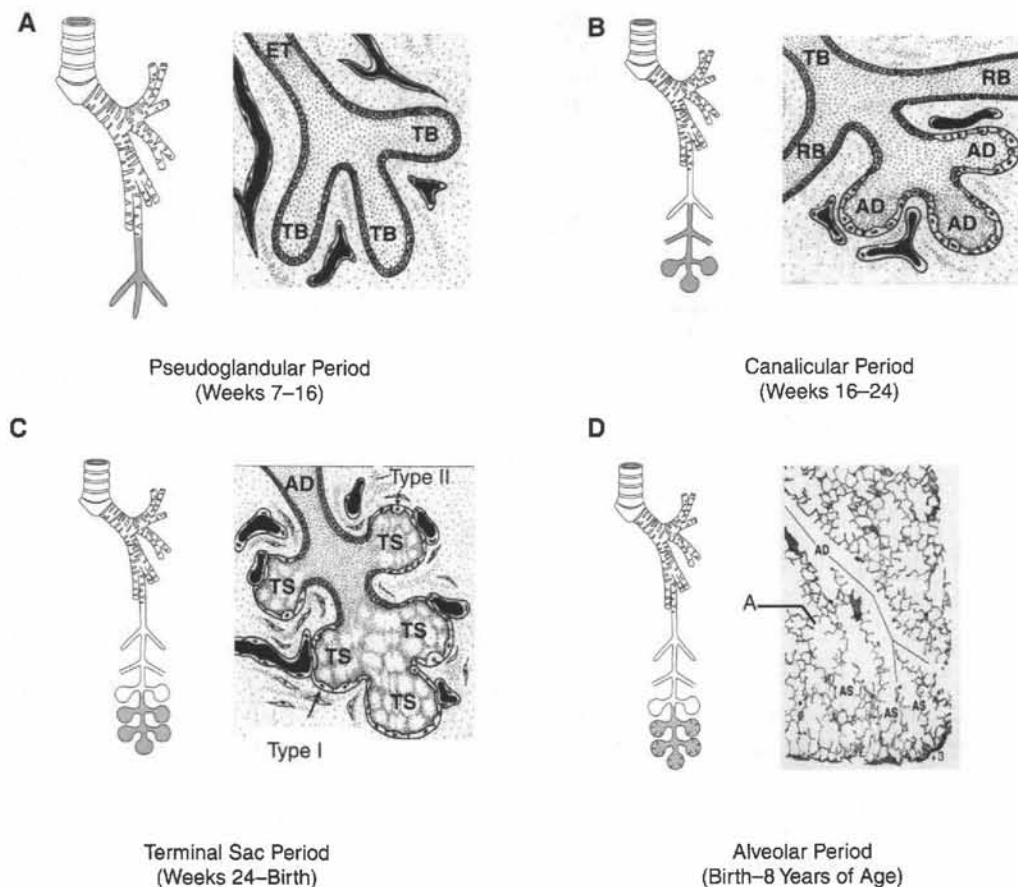 A
ET
TB
TB
TB
Pseudoglandular Period
(Weeks 7–16)
B
TB
RB
RB
AD
AD
AD
Canalicular Period
(Weeks 16–24)
C
AD
Type II
TS
TS
TS
TS
TS
Type I
Terminal Sac Period
(Weeks 24–Birth)
D
AD
A
AS
AS
AS
3
Alveolar Period
(Birth–8 Years of Age)